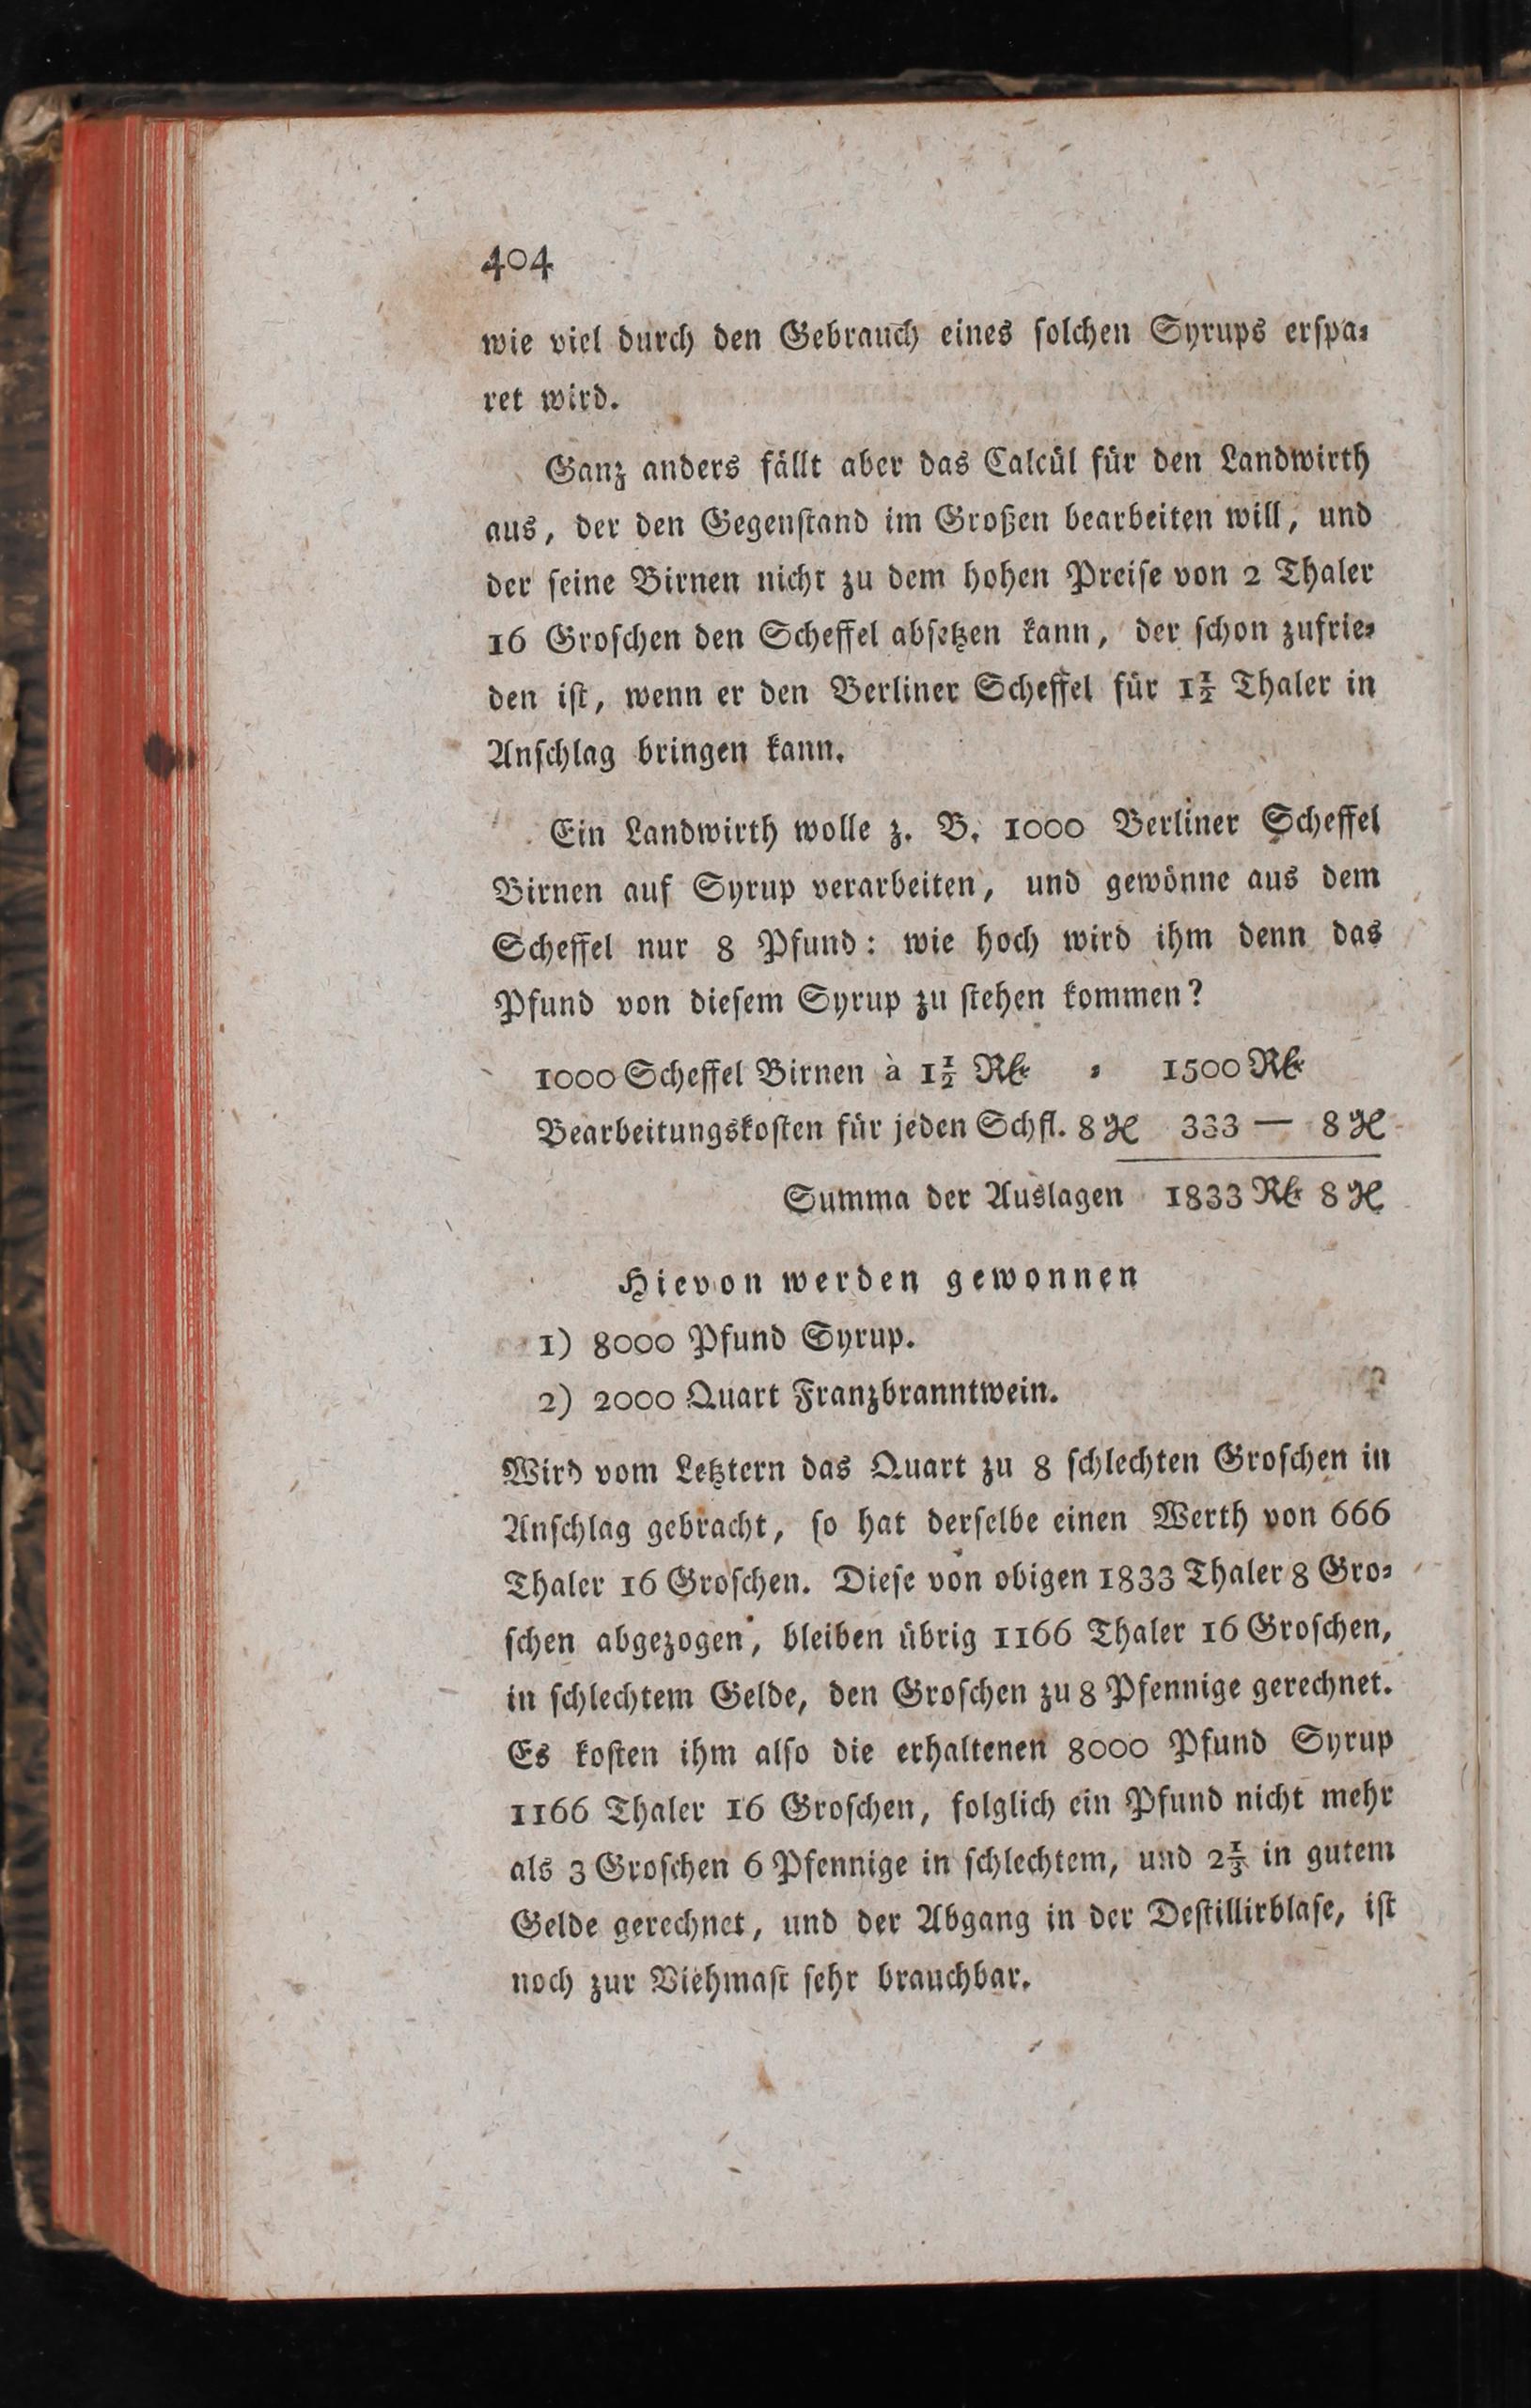 404
wie viel durch den Gebrauch eines ſolchen Syrups erſpa⸗
ret wird.
Ganz anders fällt aber das Calcül für den Landwirth
aus, der den Gegenſtand im Großen bearbeiten will, und
der ſeine Birnen nicht zu dem hohen Preiſe von 2 Thaler
16 Groſchen den Scheffel abſetzen kann, der ſchon zufrie⸗
den iſt, wenn er den Berliner Scheffel für 1½ Thaler in
Anſchlag bringen kann.
Ein Landwirth wolle z. B. 1000 Berliner Scheffel
Birnen auf Syrup verarbeiten, und gewönne aus dem
Scheffel nur 8 Pfund: wie hoch wird ihm denn das
Pfund von dieſem Syrup zu ſtehen kommen?
1000 Scheffel Birnen à 1½ Rt ⸗ 1500 Rt
Bearbeitungskoſten für jeden Schfl. 8 gr 333 — 8 gr
Summa der Auslagen 1833 Rt 8 gr
Hievon werden gewonnen
1) 8000 Pfund Syrup.
2) 2000 Quart Franzbranntwein.
Wird vom Letztern das Quart zu 8 ſchlechten Groſchen in
Anſchlag gebracht, ſo hat derſelbe einen Werth von 666
Thaler 16 Groſchen. Dieſe von obigen 1833 Thaler 8 Gro⸗
ſchen abgezogen, bleiben übrig 1166 Thaler 16 Groſchen,
in ſchlechtem Gelde, den Groſchen zu 8 Pfennige gerechnet.
Es koſten ihm alſo die erhaltenen 8000 Pfund Syrup
1166 Thaler 16 Groſchen, folglich ein Pfund nicht mehr
als 3 Groſchen 6 Pfennige in ſchlechtem, und 2⅓ in gutem
Gelde gerechnet, und der Abgang in der Deſtillirblaſe, iſt
noch zur Viehmaſt ſehr brauchbar.